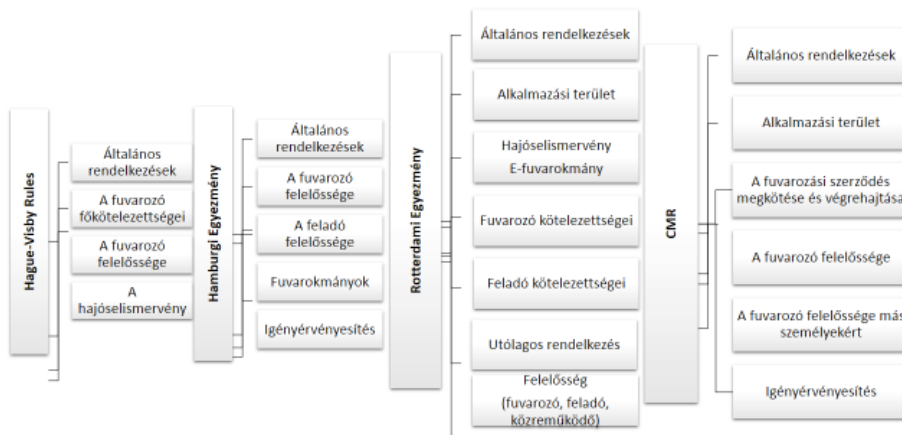 Hague-Visby Rules
Általános
rendelkezések
A fuvarozó
főkötelezettségei
A fuvarozó
felelőssége
A
hajóselismervény
Hamburgi Egyezmény
Általános
rendelkezések
A fuvarozó
felelőssége
A feladó
felelőssége
Fuvarokmányok
Igényérvényesítés
Rotterdami Egyezmény
Általános rendelkezések
Alkalmazási terület
Hajóselismervény
E-fuvarokmány
Fuvarozó kötelezettségei
Feladó kötelezettségei
Utólagos rendelkezés
Felelősség
(fuvarozó, feladó,
közreműködő)
CMR
Általános rendelkezések
Alkalmazási terület
A fuvarozási szerződés
megkötése és végrehajtása
A fuvarozó felelőssége
A fuvarozó felelőssége más
személyekért
Igényérvényesítés